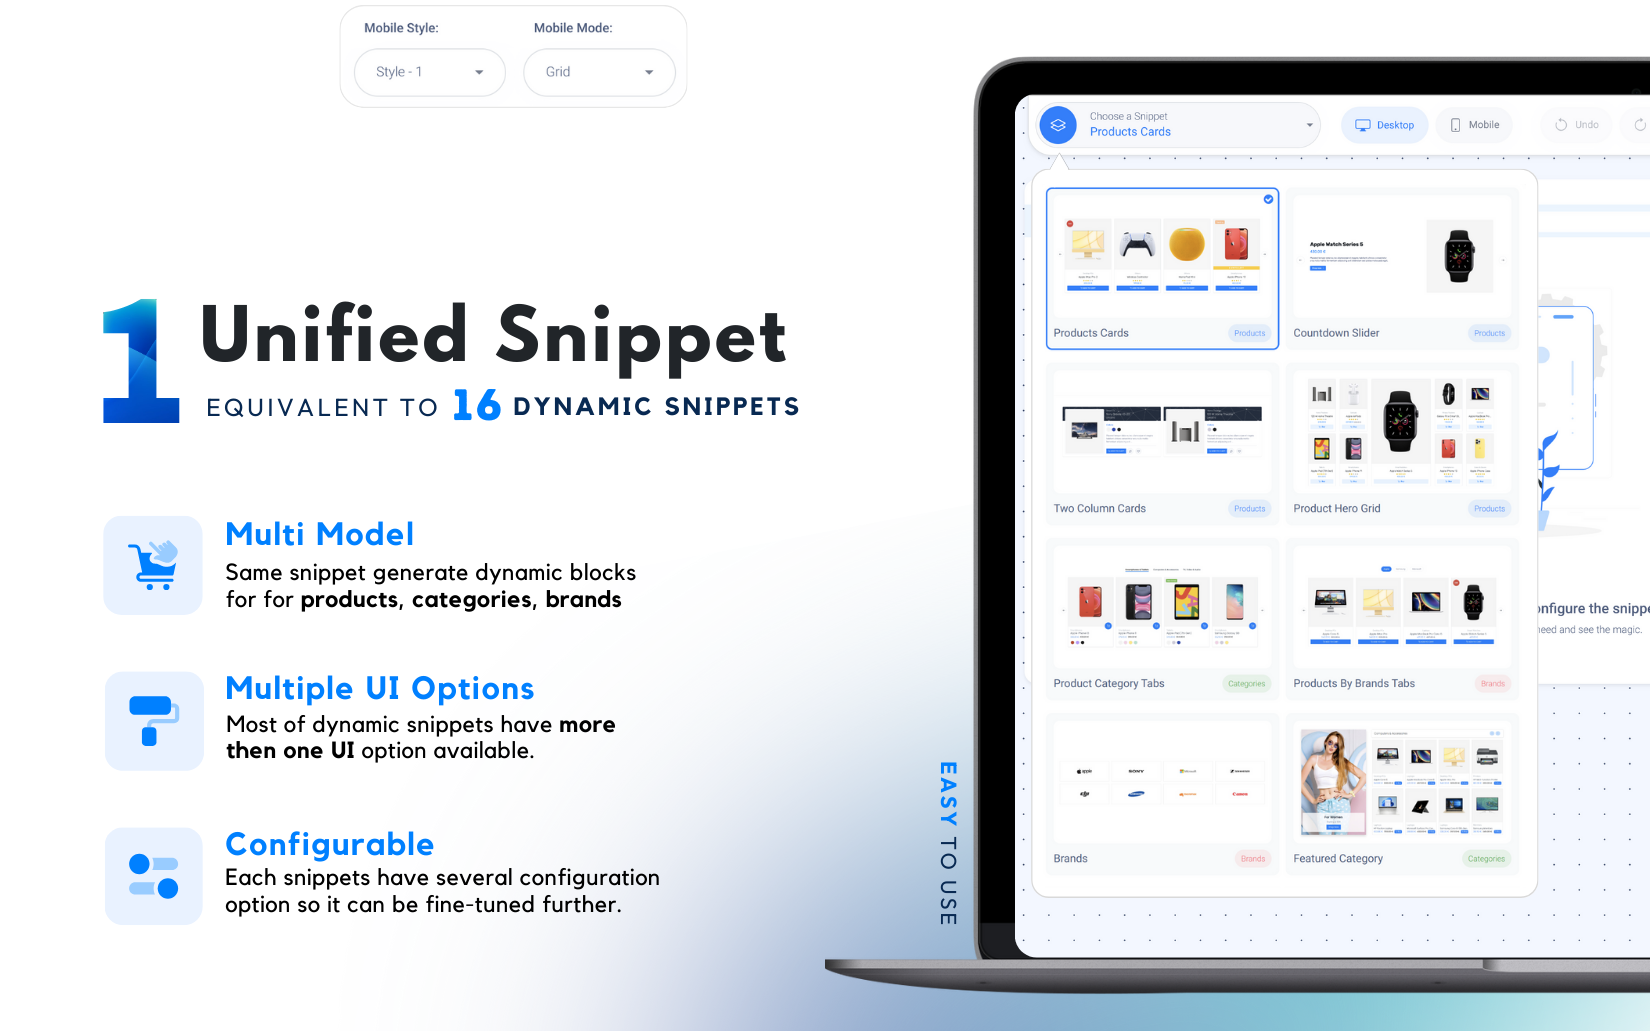 Mobile Style:
Mobile Mode:
Style - 1
Grid
1 Unified Snippet
EQUIVALENT TO 16 DYNAMIC SNIPPETS
Multi Model
Same snippet generate dynamic blocks
for for products, categories, brands
Multiple UI Options
Most of dynamic snippets have more
then one UI option available.
Configurable
Each snippets have several configuration
option so it can be fine-tuned further.
EASY TO USE
Choose a Snippet
Products Cards
Desktop
Mobile
Undo
Products Cards
Products
Apple Watch Series 5
Countdown Slider
Products
Two Column Cards
Products
Product Hero Grid
Products
Product Category Tabs
Categories
Products By Brands Tabs
Brands
SONY
Brands
Brands
For Women
Featured Category
Categories
nfigure the snippe
need and see the magic.